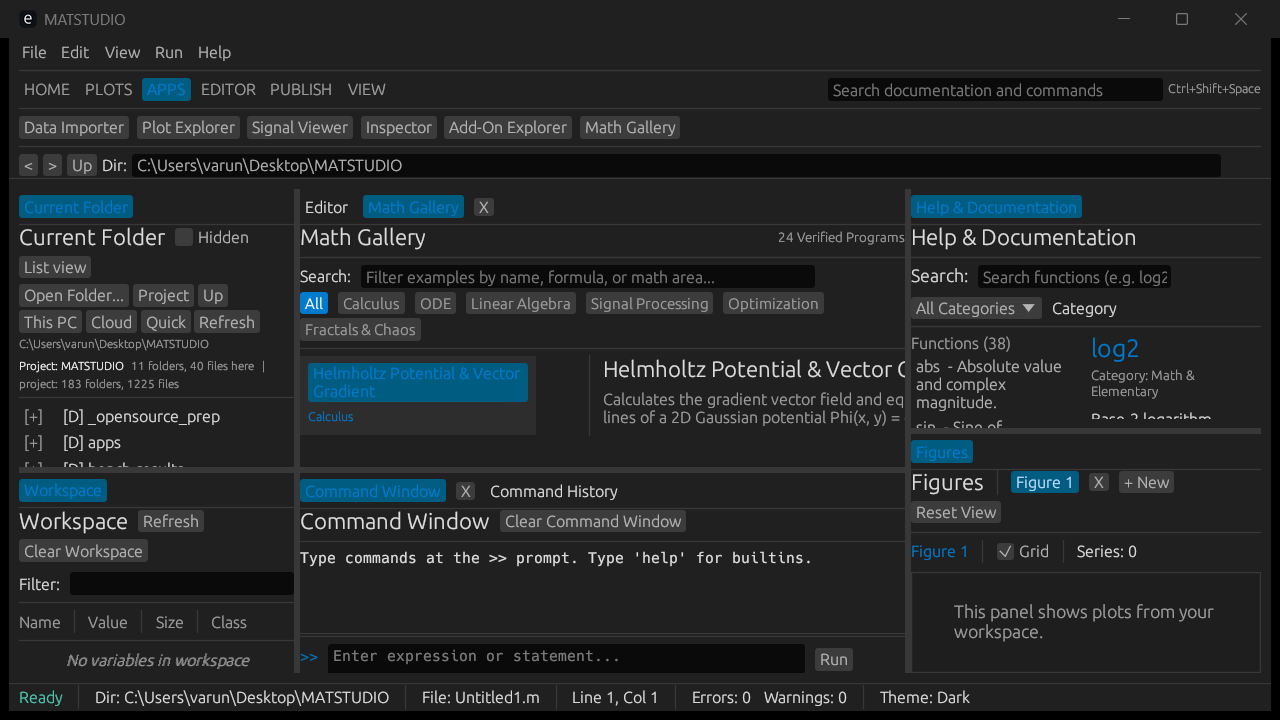 e MATSTUDIO
File Edit View Run Help
HOME PLOTS APPS EDITOR PUBLISH VIEW Search documentation and commands Ctrl+Shift+Space
Data Importer Plot Explorer Signal Viewer Inspector Add-On Explorer Math Gallery
< > Up Dir: C:\Users\varun\Desktop\MATSTUDIO
Current Folder
Current Folder Hidden
List view
Open Folder... Project Up
This PC Cloud Quick Refresh
C:\Users\varun\Desktop\MATSTUDIO
Project: MATSTUDIO 11 folders, 40 files here |
project: 183 folders, 1225 files
[+] [D] _opensource_prep
[+] [D] apps
Editor Math Gallery X
Math Gallery 24 Verified Programs
Search: Filter examples by name, formula, or math area...
All Calculus ODE Linear Algebra Signal Processing Optimization
Fractals & Chaos
Helmholtz Potential & Vector
Gradient
Calculus
Helmholtz Potential & Vector
Calculates the gradient vector field and eq
lines of a 2D Gaussian potential Phi(x, y) =
Help & Documentation
Help & Documentation
Search: Search functions (e.g. log2
All Categories Category
Functions (38)
abs - Absolute value
and complex
magnitude.
sin - Sine of
log2
Category: Math &
Elementary
Base-2 logarithm
Workspace
Workspace Refresh
Clear Workspace
Filter:
Name Value Size Class
No variables in workspace
Command Window X Command History
Command Window Clear Command Window
Type commands at the >> prompt. Type 'help' for builtins.
>> Enter expression or statement... Run
Figures
Figures Figure 1 X + New
Reset View
Figure 1 Grid Series: 0
This panel shows plots from your
workspace.
Ready Dir: C:\Users\varun\Desktop\MATSTUDIO File: Untitled1.m Line 1, Col 1 Errors: 0 Warnings: 0 Theme: Dark